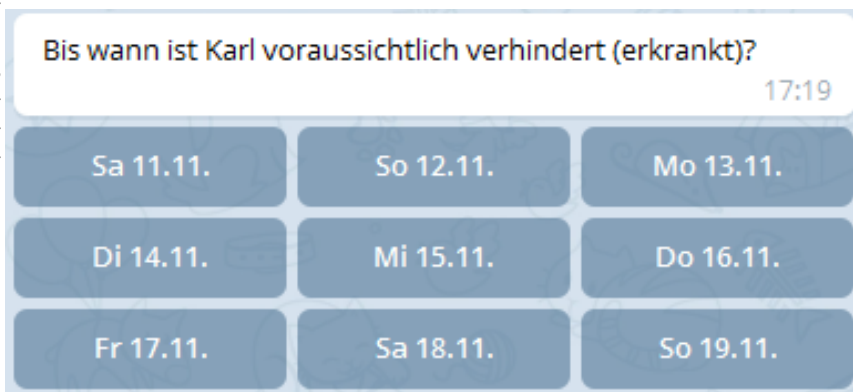 Bis wann ist Karl voraussichtlich verhindert (erkrankt)?
17:19
Sa 11.11. So 12.11. Mo 13.11.
Di 14.11. Mi 15.11. Do 16.11.
Fr 17.11. Sa 18.11. So 19.11.